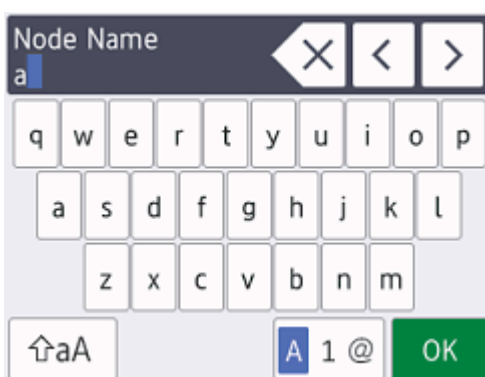 Node Name
a
q w e r t y u i o p
a s d f g h j k l
z x c v b n m
aA A 1 @ OK